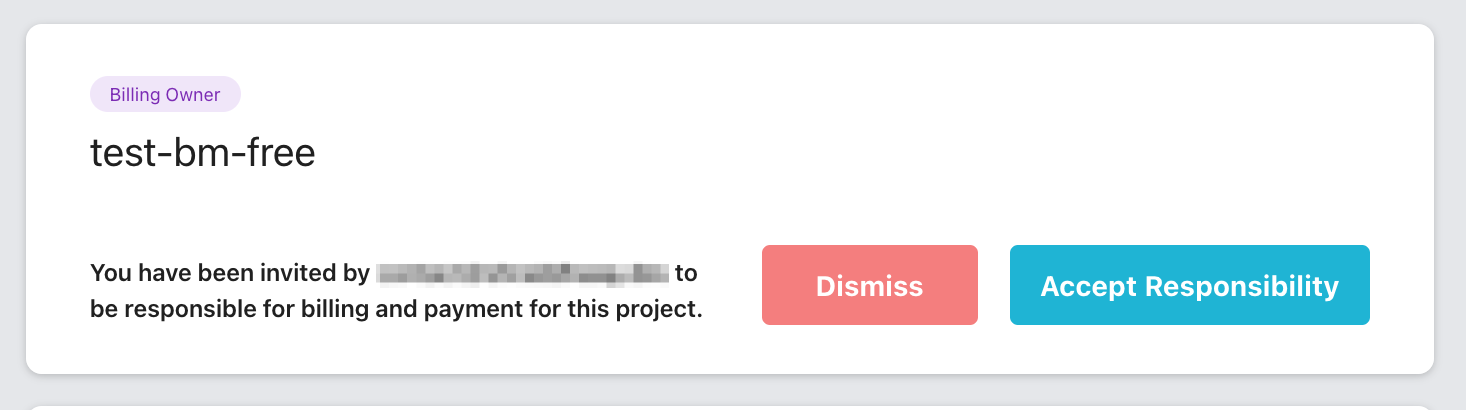 Billing Owner
test-bm-free
You have been invited by to
be responsible for billing and payment for this project.
Dismiss
Accept Responsibility